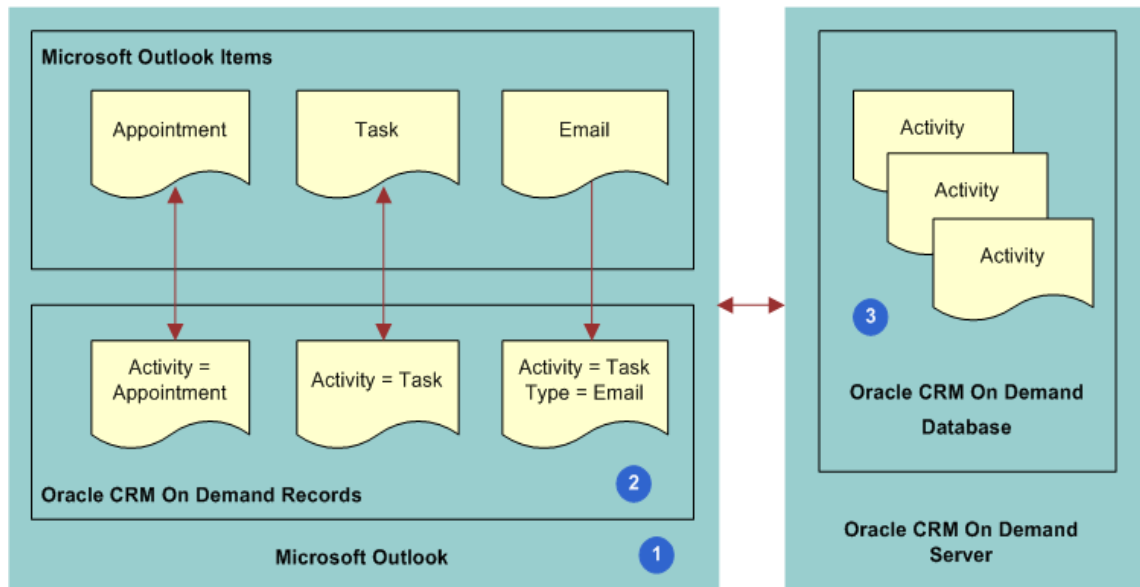 Microsoft Outlook Items
Appointment
Task
Email
Activity =
Appointment
Activity = Task
Activity = Task
Type = Email
Oracle CRM On Demand Records
2
Microsoft Outlook
1
Activity
Activity
Activity
3
Oracle CRM On Demand
Database
Oracle CRM On Demand
Server